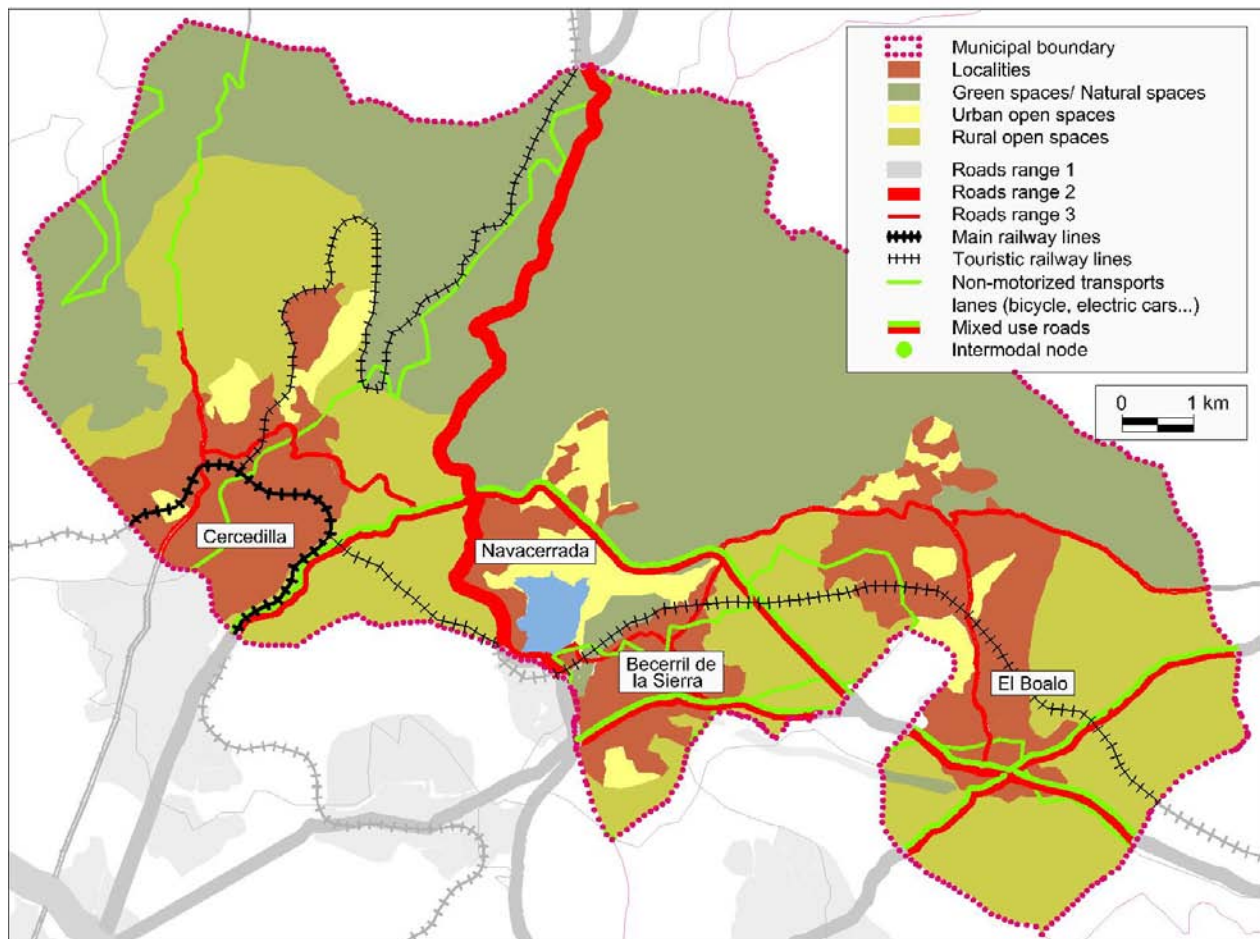 Municipal boundary
Localities
Green spaces/ Natural spaces
Urban open spaces
Rural open spaces
Roads range 1
Roads range 2
Roads range 3
Main railway lines
Touristic railway lines
Non-motorized transports
lanes (bicycle, electric cars...)
Mixed use roads
Intermodal node
0 1 km
Cercedilla
Navacerrada
Becerril de
la Sierra
El Boalo